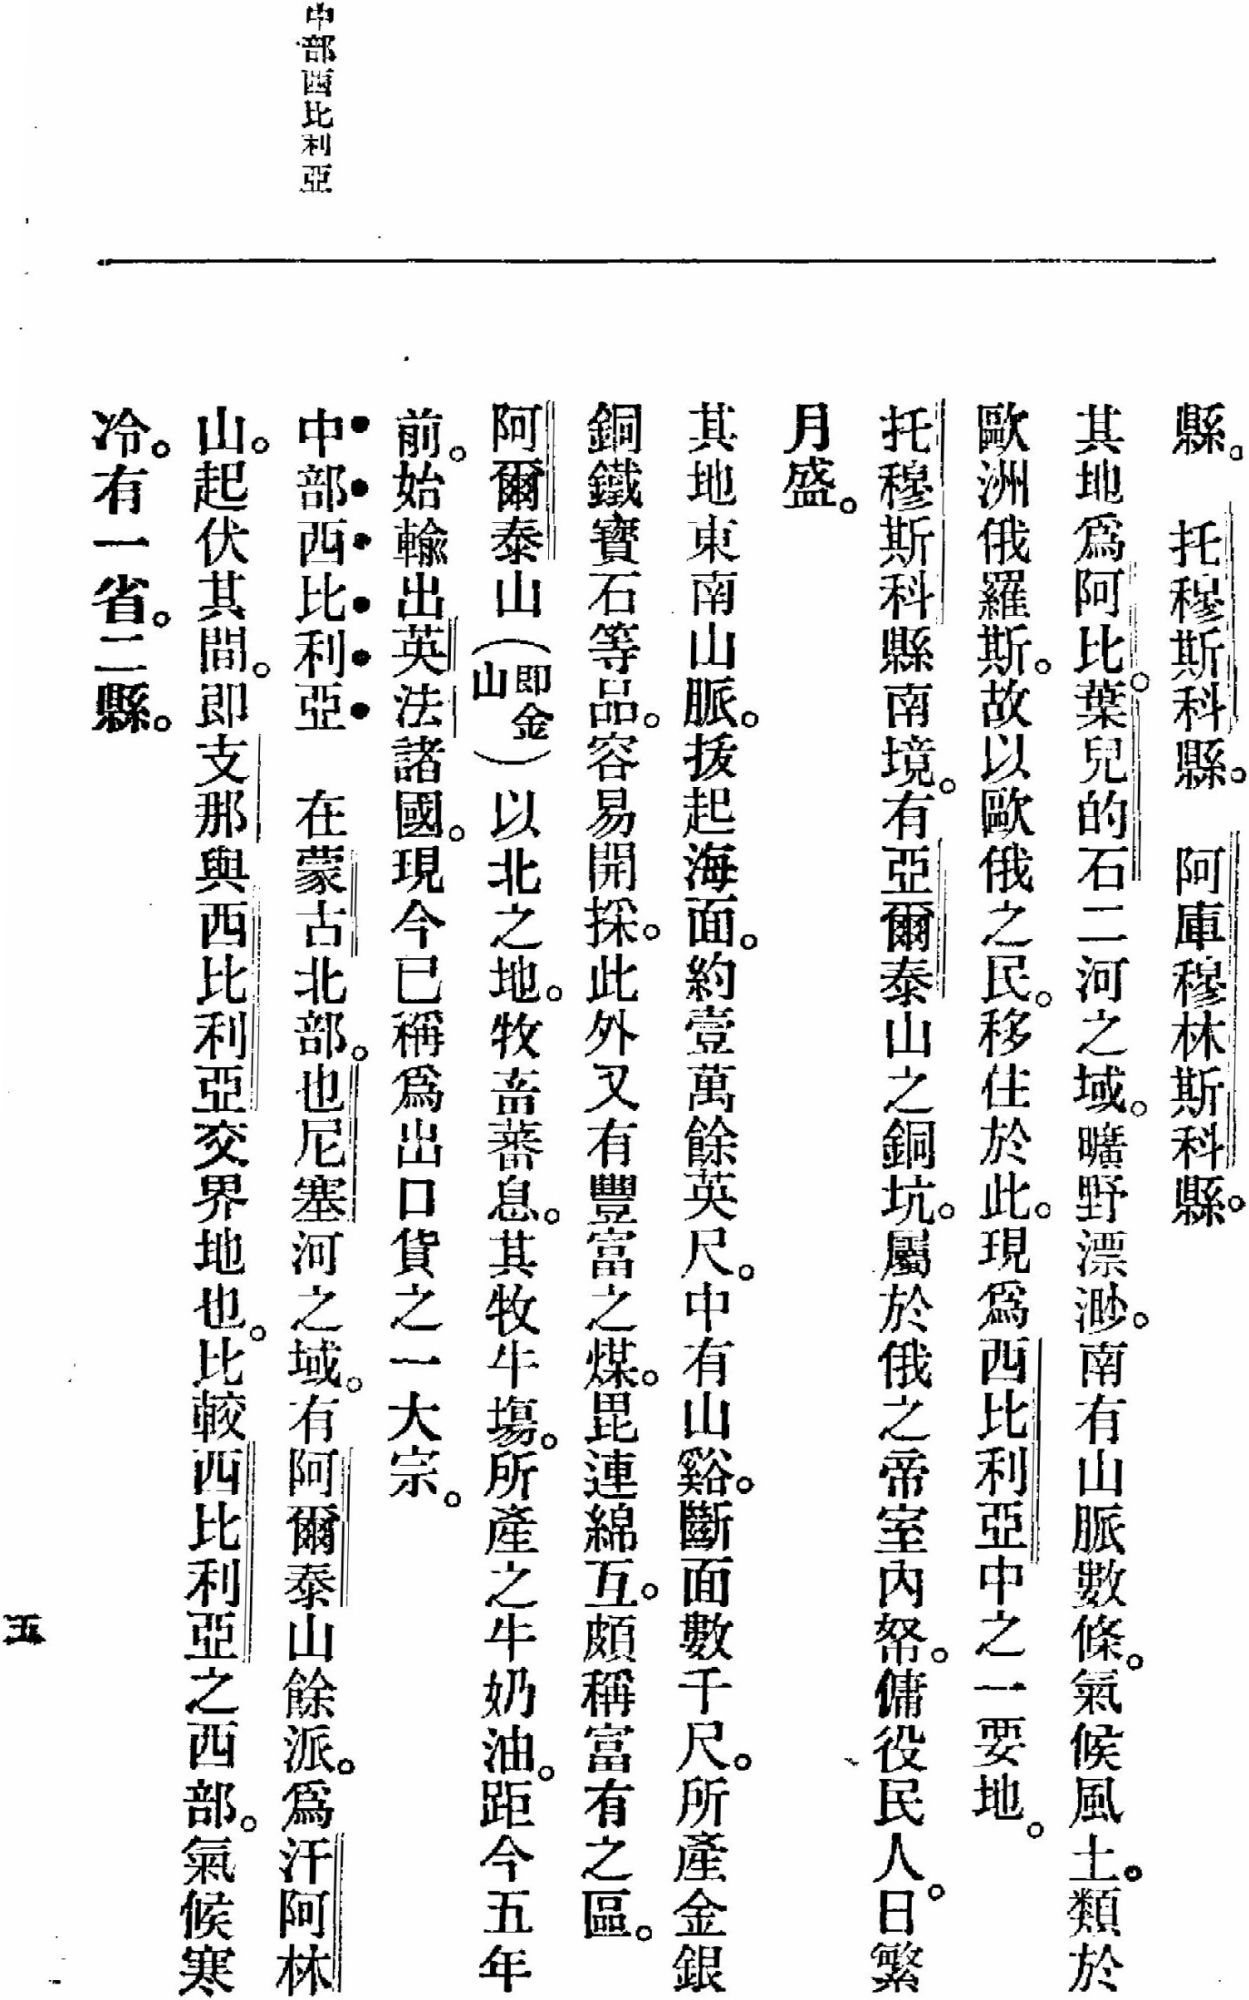 縣。　托穆斯科縣。　阿庫穆林斯科縣。
其地爲阿比。葉兒的石二河之域。曠野漂渺。南有山脈數條。氣候風土。類於
歐洲俄羅斯。故以歐俄之民。移住於此。現爲西比利亞中之一要地。
托穆斯科縣南境。有亞爾泰山之銅坑。屬於俄之帝室內帑。傭役民人。日繁
月盛。
其地東南山脈。拔起海面。約壹萬餘英尺。中有山谿。斷面數千尺。所產金銀
銅鐵寶石等品。容易開採。此外又有豐富之煤。毘連綿互。頗稱富有之區。
阿爾泰山（即金山）以北之地。牧畜蕃息。其牧牛塲。所產之牛奶油。距今五年
前。始輸出英法諸國。現今已稱爲出口貨之一大宗。
中部西比利亞　在蒙古北部。也尼塞河之域。有阿爾泰山餘派。爲汗阿林
山。起伏其間。即支那與西比利亞交界地也。比較西比利亞之西部。氣候寒
冷。有一省。二縣。
中部西比利亞
五